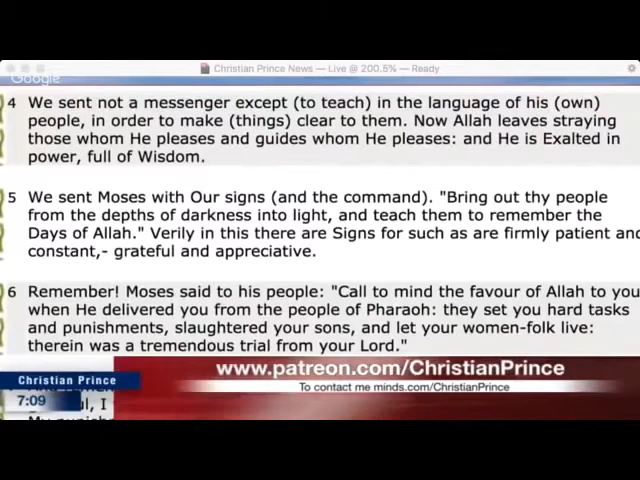 Christian Prince News — Live @ 200.5% — Ready
Google
4 We sent not a messenger except (to teach) in the language of his (own)
people, in order to make (things) clear to them. Now Allah leaves straying
those whom He pleases and guides whom He pleases: and He is Exalted in
power, full of Wisdom.
5 We sent Moses with Our signs (and the command). "Bring out thy people
from the depths of darkness into light, and teach them to remember the
Days of Allah." Verily in this there are Signs for such as are firmly patient and
constant,- grateful and appreciative.
6 Remember! Moses said to his people: "Call to mind the favour of Allah to you
when He delivered you from the people of Pharaoh: they set you hard tasks
and punishments, slaughtered your sons, and let your women-folk live:
therein was a tremendous trial from your Lord."
www.patreon.com/ChristianPrince
Christian Prince
To contact me minds.com/ChristianPrince
7:09
I